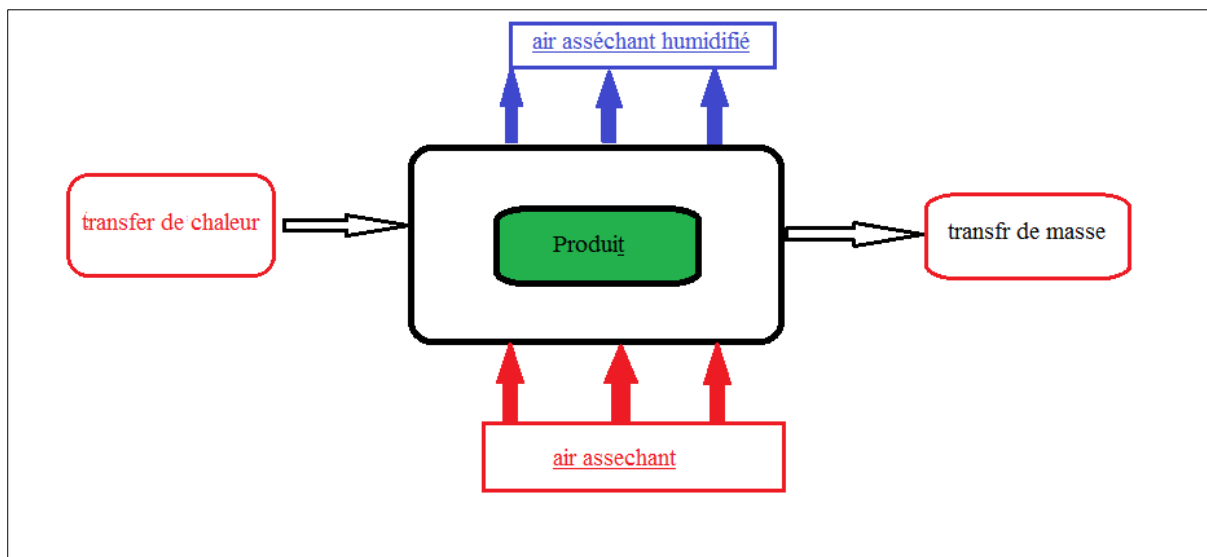 air asséchant humidifié
transfer de chaleur
Produit
transfr de masse
air assechant